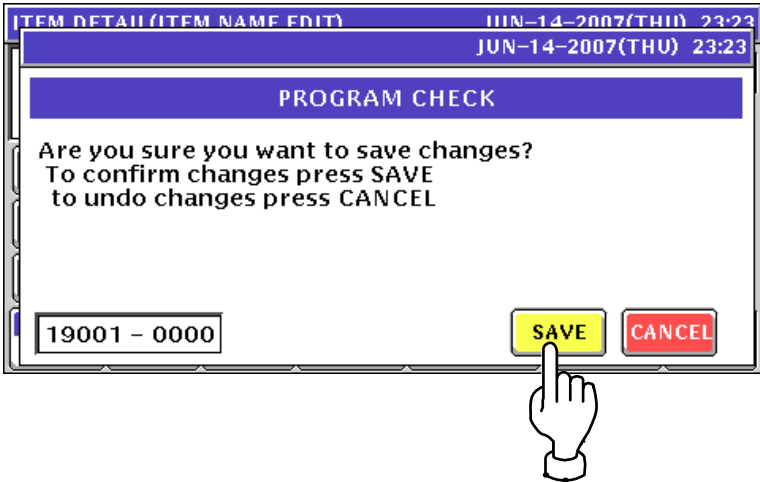 ITEM DETAIL(ITEM NAME EDIT) JUN–14–2007(THU) 23:23
JUN–14–2007(THU) 23:23
PROGRAM CHECK
Are you sure you want to save changes?
To confirm changes press SAVE
to undo changes press CANCEL
19001 – 0000 SAVE CANCEL